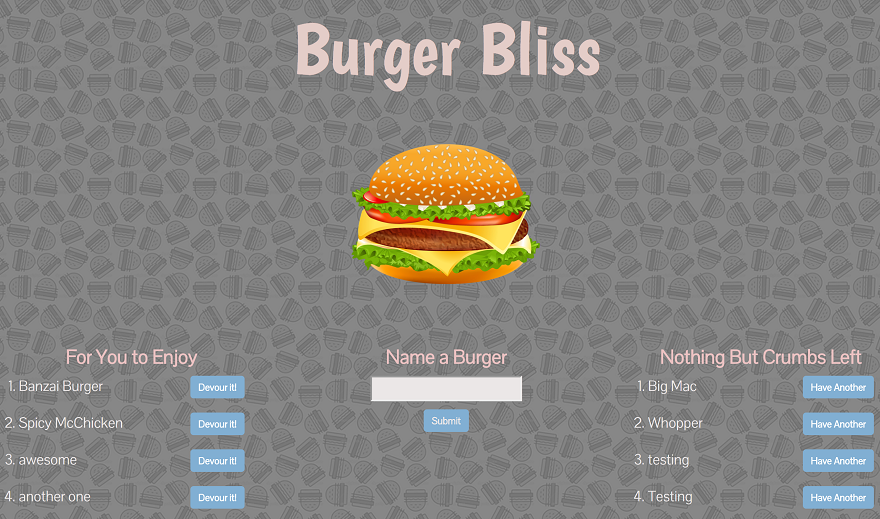 Burger Bliss
For You to Enjoy
1. Banzai Burger Devour it!
2. Spicy McChicken Devour it!
3. awesome Devour it!
4. another one Devour it!
Name a Burger
Submit
Nothing But Crumbs Left
1. Big Mac Have Another
2. Whopper Have Another
3. testing Have Another
4. Testing Have Another